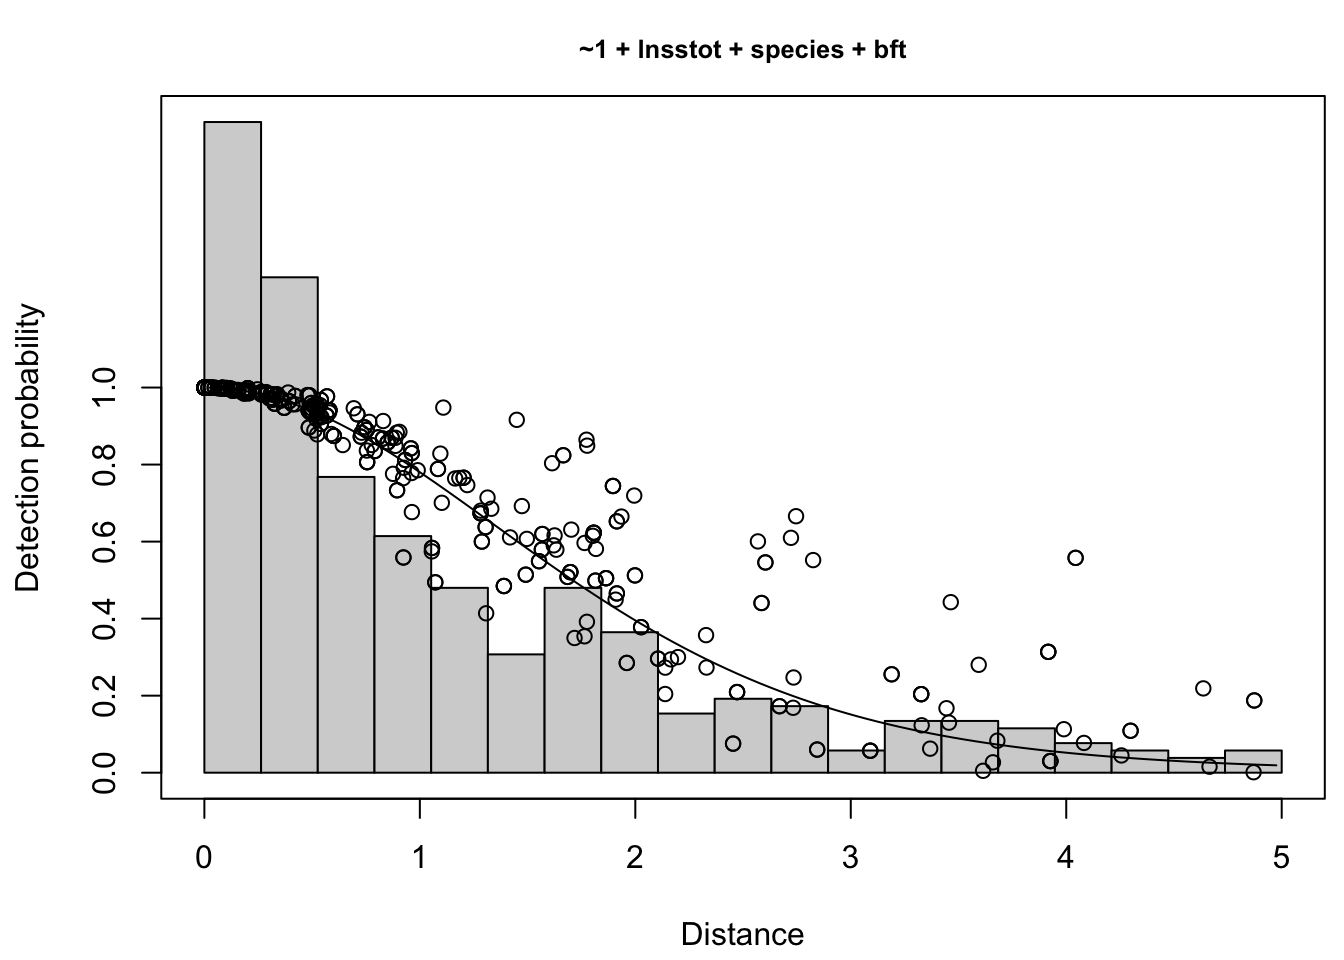 ~1 + lnsstot + species + bft
Detection probability
1.0
0.8
0.6
0.4
0.2
0.0
0 1 2 3 4 5
Distance